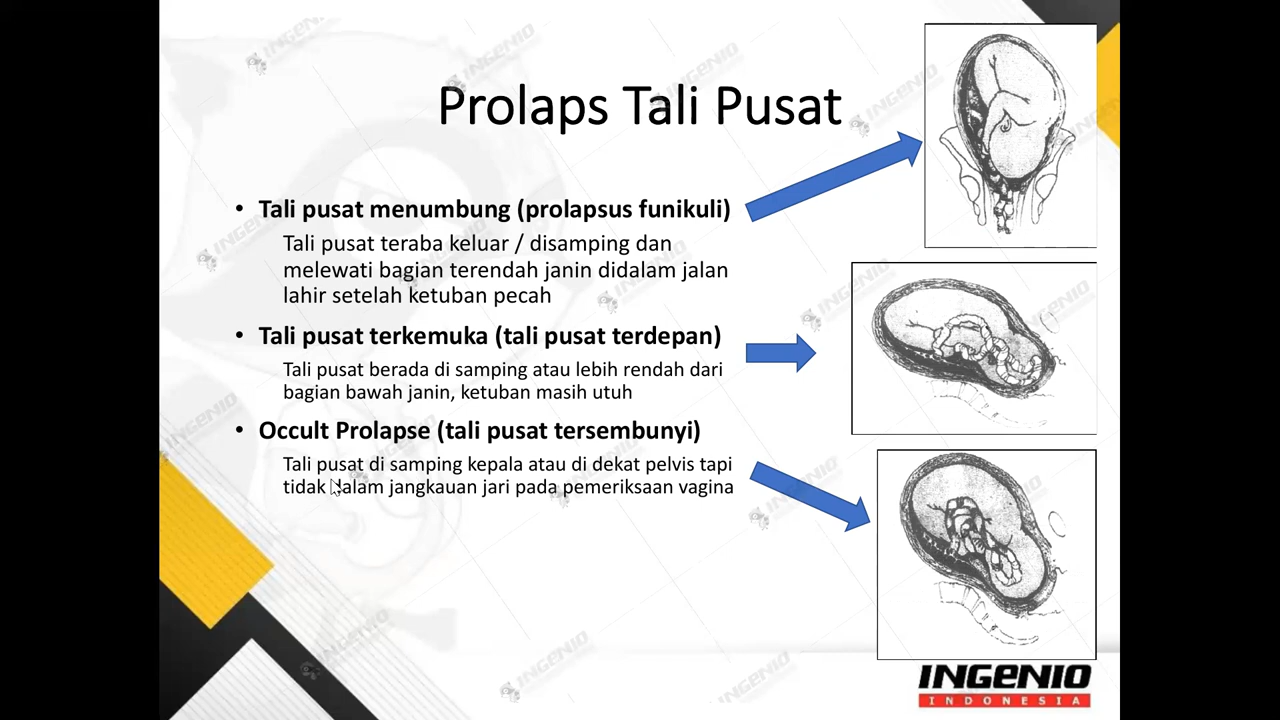 Prolaps Tali Pusat
• Tali pusat menumbung (prolapsus funikuli)
Tali pusat teraba keluar / disamping dan
melewati bagian terendah janin didalam jalan
lahir setelah ketuban pecah
• Tali pusat terkemuka (tali pusat terdepan)
Tali pusat berada di samping atau lebih rendah dari
bagian bawah janin, ketuban masih utuh
• Occult Prolapse (tali pusat tersembunyi)
Tali pusat di samping kepala atau di dekat pelvis tapi
tidak dalam jangkauan jari pada pemeriksaan vagina
INGENIO
INDONESIA